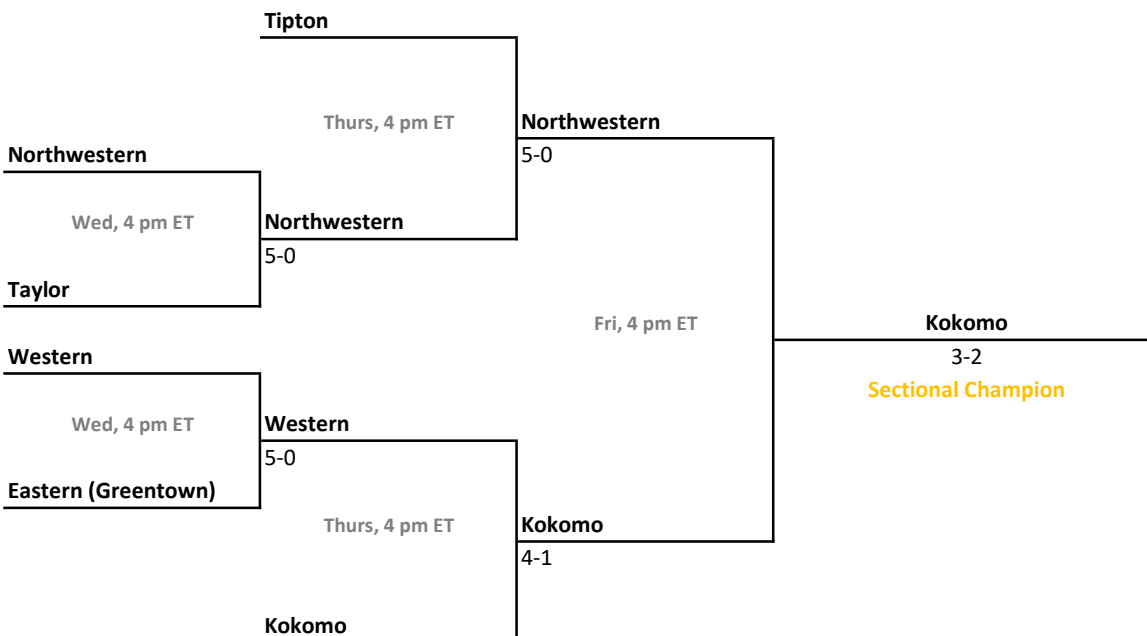 Tipton
Thurs, 4 pm ET
Northwestern
5-0
Northwestern
Wed, 4 pm ET
Northwestern
5-0
Taylor
Fri, 4 pm ET
Kokomo
3-2
Sectional Champion
Western
Wed, 4 pm ET
Western
5-0
Eastern (Greentown)
Thurs, 4 pm ET
Kokomo
4-1
Kokomo